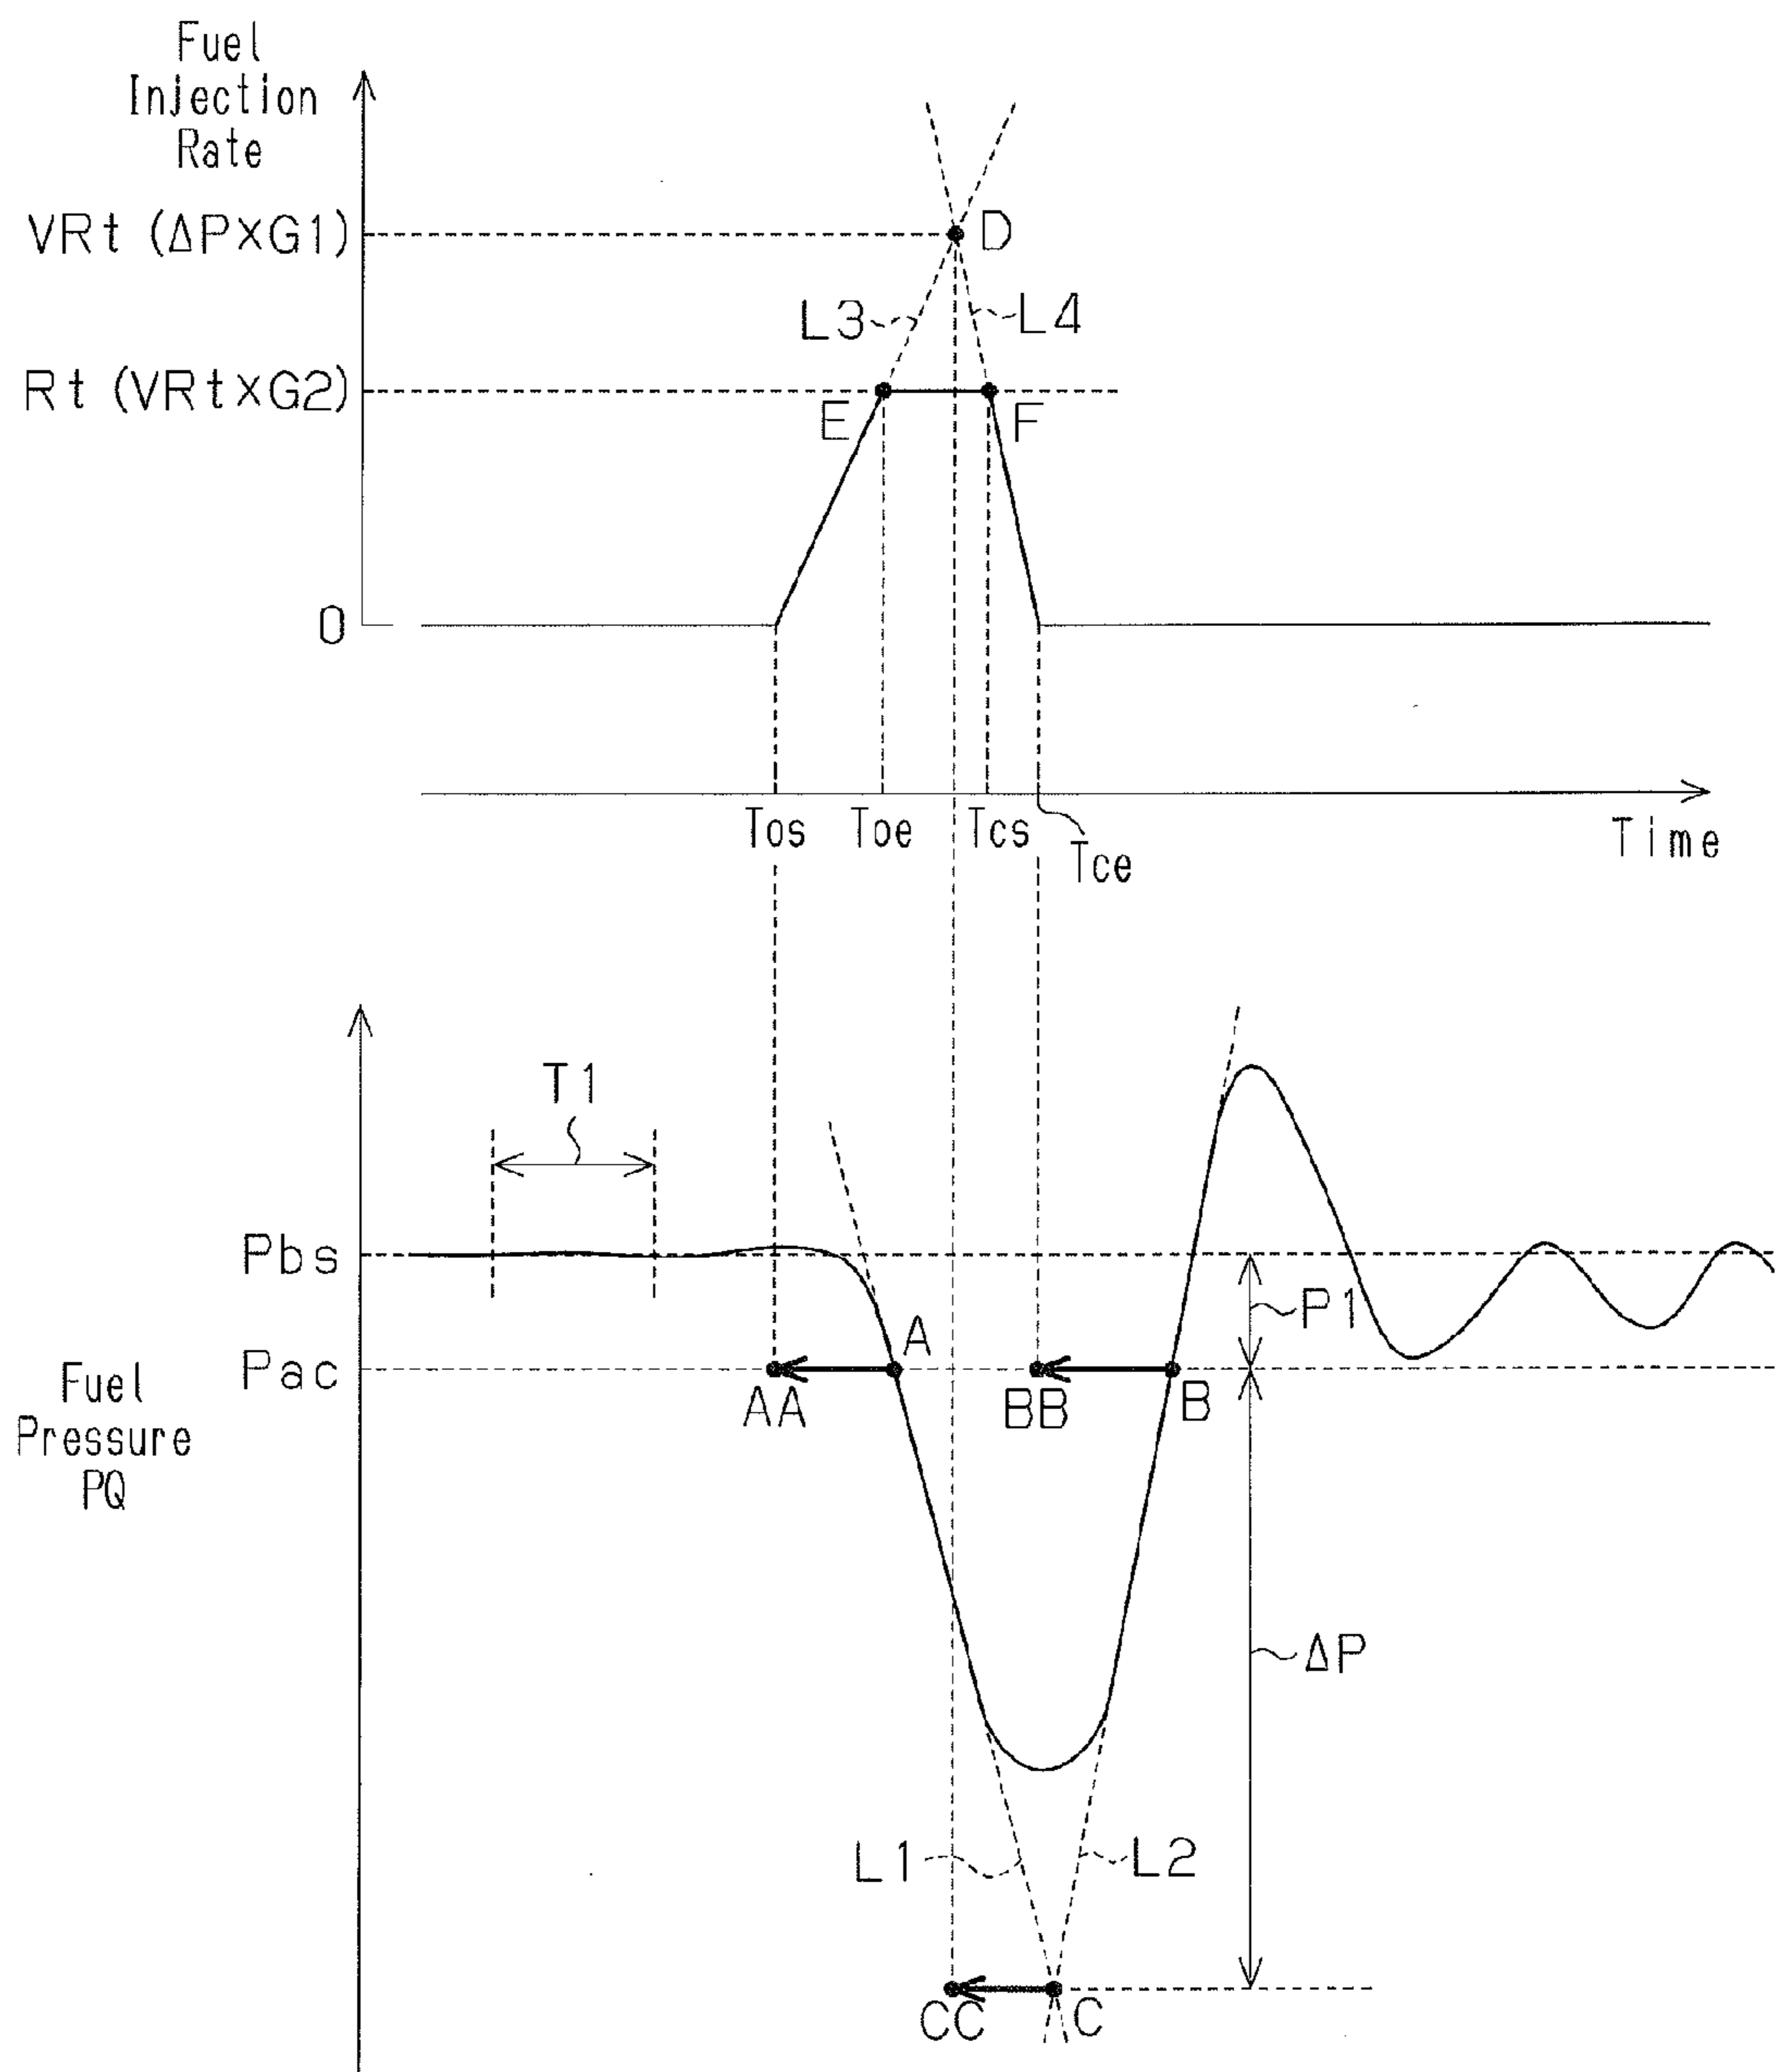 Fuel
Injection
Rate
VRt (ΔP×G1)
D
L3
L4
Rt (VRt×G2)
E
F
0
Tos
Toe
Tcs
Tce
Time
T1
Pbs
P1
A
Pac
AA
BB
B
Fuel
Pressure
PQ
ΔP
L1
L2
CC
C